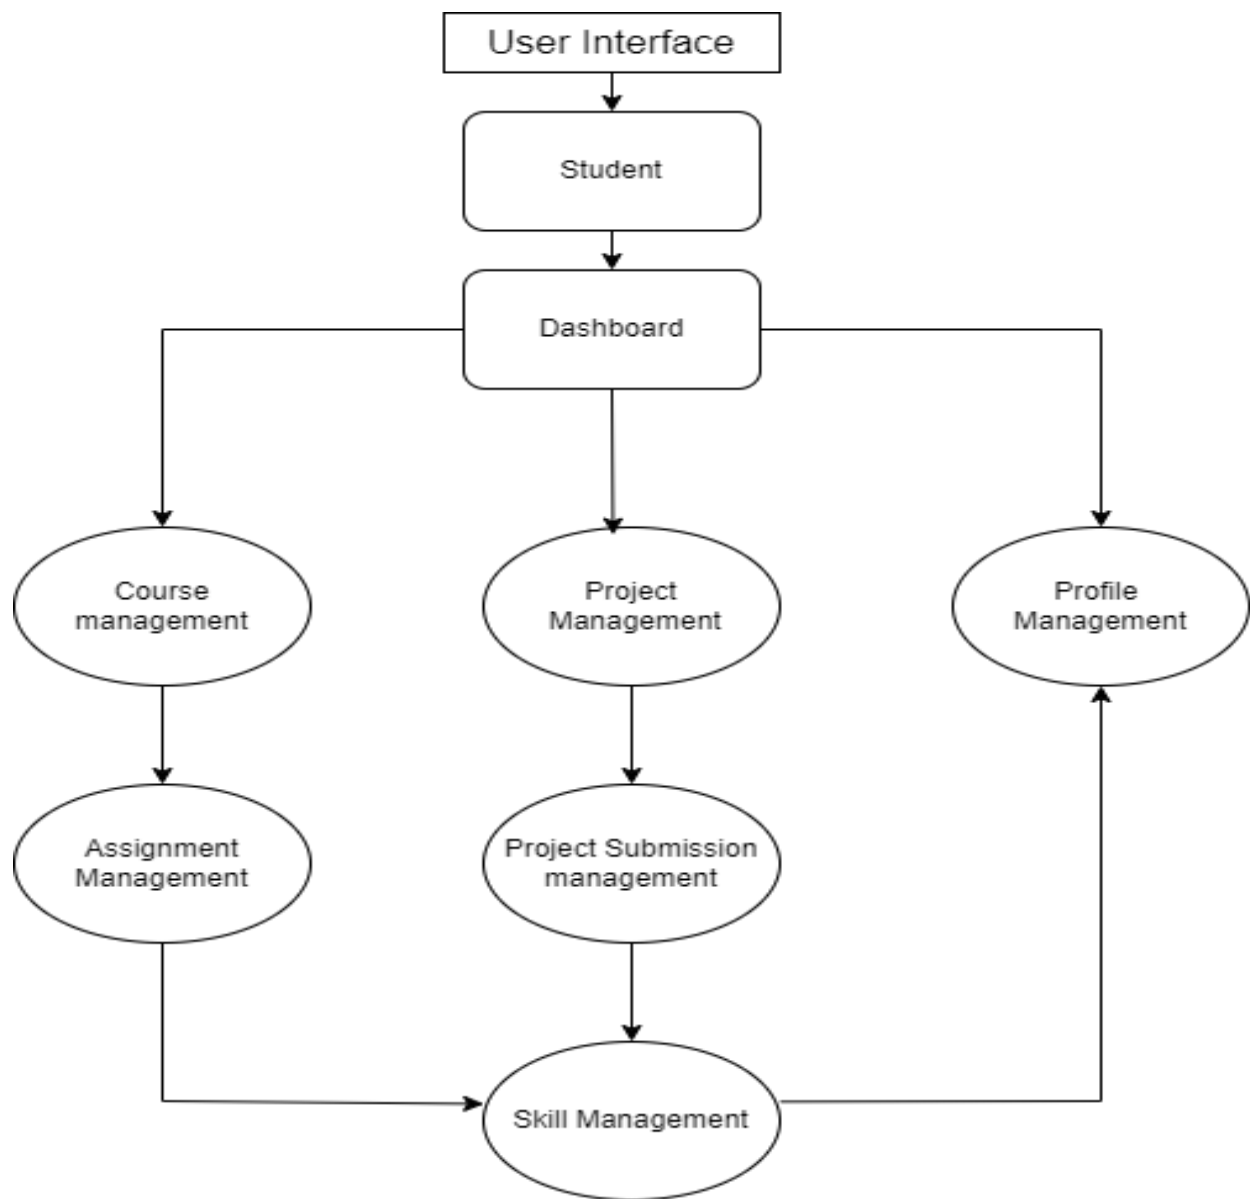 User Interface
Student
Dashboard
Course
management
Project
Management
Profile
Management
Assignment
Management
Project Submission
management
Skill Management